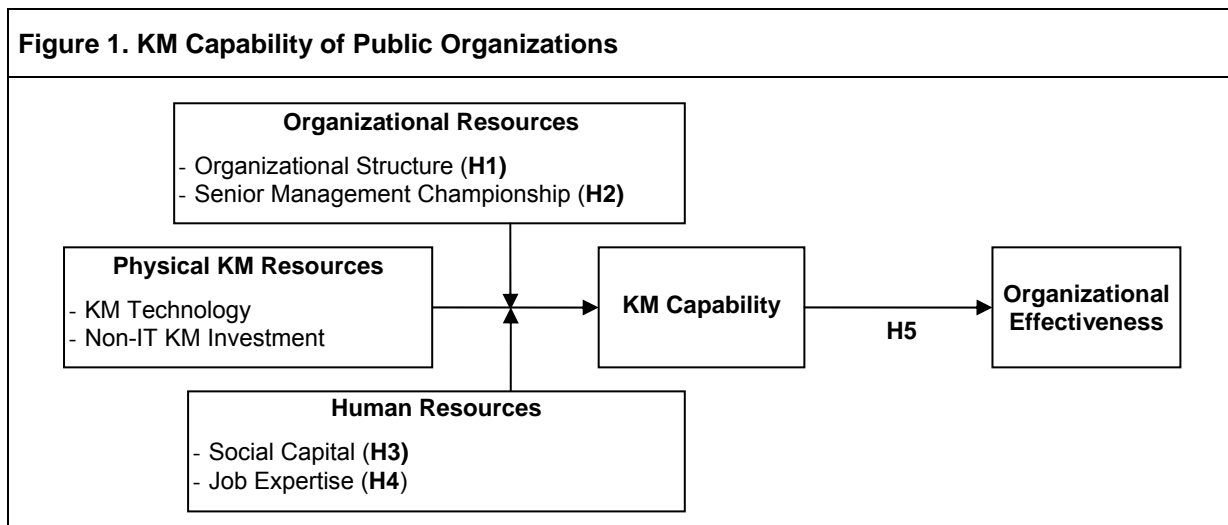 Figure 1. KM Capability of Public Organizations
Organizational Resources
- Organizational Structure (H1)
- Senior Management Championship (H2)
Physical KM Resources
- KM Technology
- Non-IT KM Investment
KM Capability
H5
Organizational
Effectiveness
Human Resources
- Social Capital (H3)
- Job Expertise (H4)